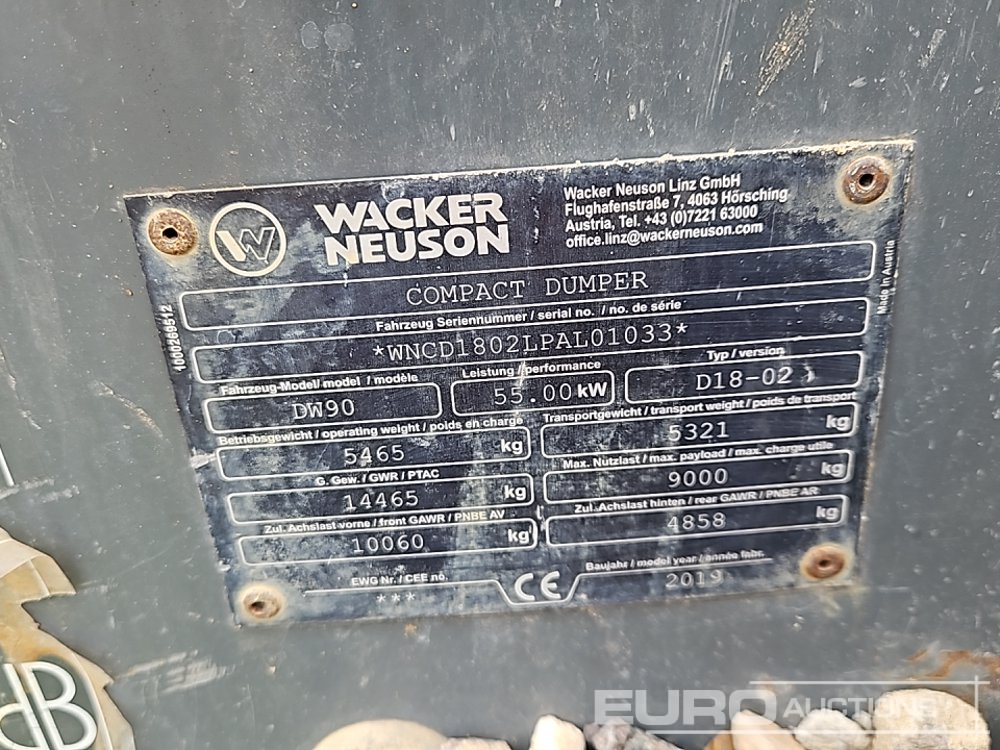 WACKER
NEUSON
Wacker Neuson Linz GmbH
Flughafenstraße 7, 4063 Hörsching
Austria, Tel. +43 (0)7221 63000
office.linz@wackerneuson.com
COMPACT DUMPER
Fahrzeug Seriennummer / serial no. / no. de série
*WNCD1802LPAL01033*
Fahrzeug-Modell/ model / modèle
DW90
Leistung / performance
55.00 kW
Typ / version
D18-02
Betriebsgewicht / operating weight / poids en charge
5465 kg
Transportgewicht / transport weight / poids de transport
5321 kg
G. Gew. / GWR / PTAC
14465 kg
Max. Nutzlast / max. payload / max. charge utile
9000 kg
Zul. Achslast vorne / front GAWR / PNBE AV
10060 kg
Zul. Achslast hinten / rear GAWR / PNBE AR
4858 kg
EWG Nr. / CEE no.
***
CE
Baujahr / model year / année fabr.
2019
1000269512
Made in Austria
dB
EURO AUCTIONS